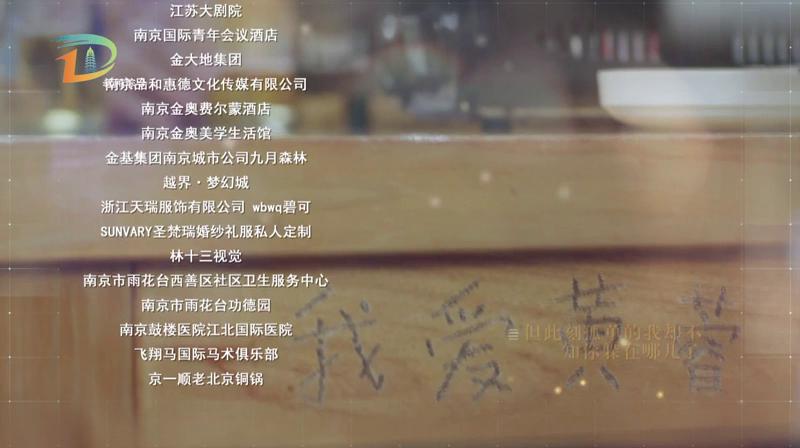 江苏大剧院
南京国际青年会议酒店
金大地集团
南京品和惠德文化传媒有限公司
南京金奥费尔蒙酒店
南京金奥美学生活馆
金基集团南京城市公司九月森林
越界·梦幻城
浙江天瑞服饰有限公司 wbwq碧可
SUNVARY圣梵瑞婚纱礼服私人定制
林十三视觉
南京市雨花台西善区社区卫生服务中心
南京市雨花台功德园
南京鼓楼医院江北国际医院
飞翔马国际马术俱乐部
京一顺老北京铜锅
我爱黄莺
但此刻孤单的我却不
知你躲在哪儿了